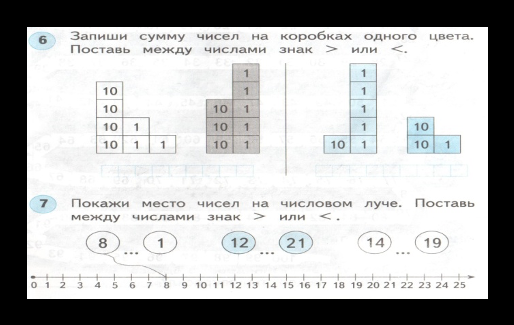 6 Запиши сумму чисел на коробках одного цвета.
Поставь между числами знак > или <.
1 1
10 1 1
10 10 1 1
10 1 10 1 1 10
10 1 1 10 1 10 1 10 1
7 Покажи место чисел на числовом луче. Поставь
между числами знак > или <.
8 ... 1 12 ... 21 14 ... 19
0 1 2 3 4 5 6 7 8 9 10 11 12 13 14 15 16 17 18 19 20 21 22 23 24 25